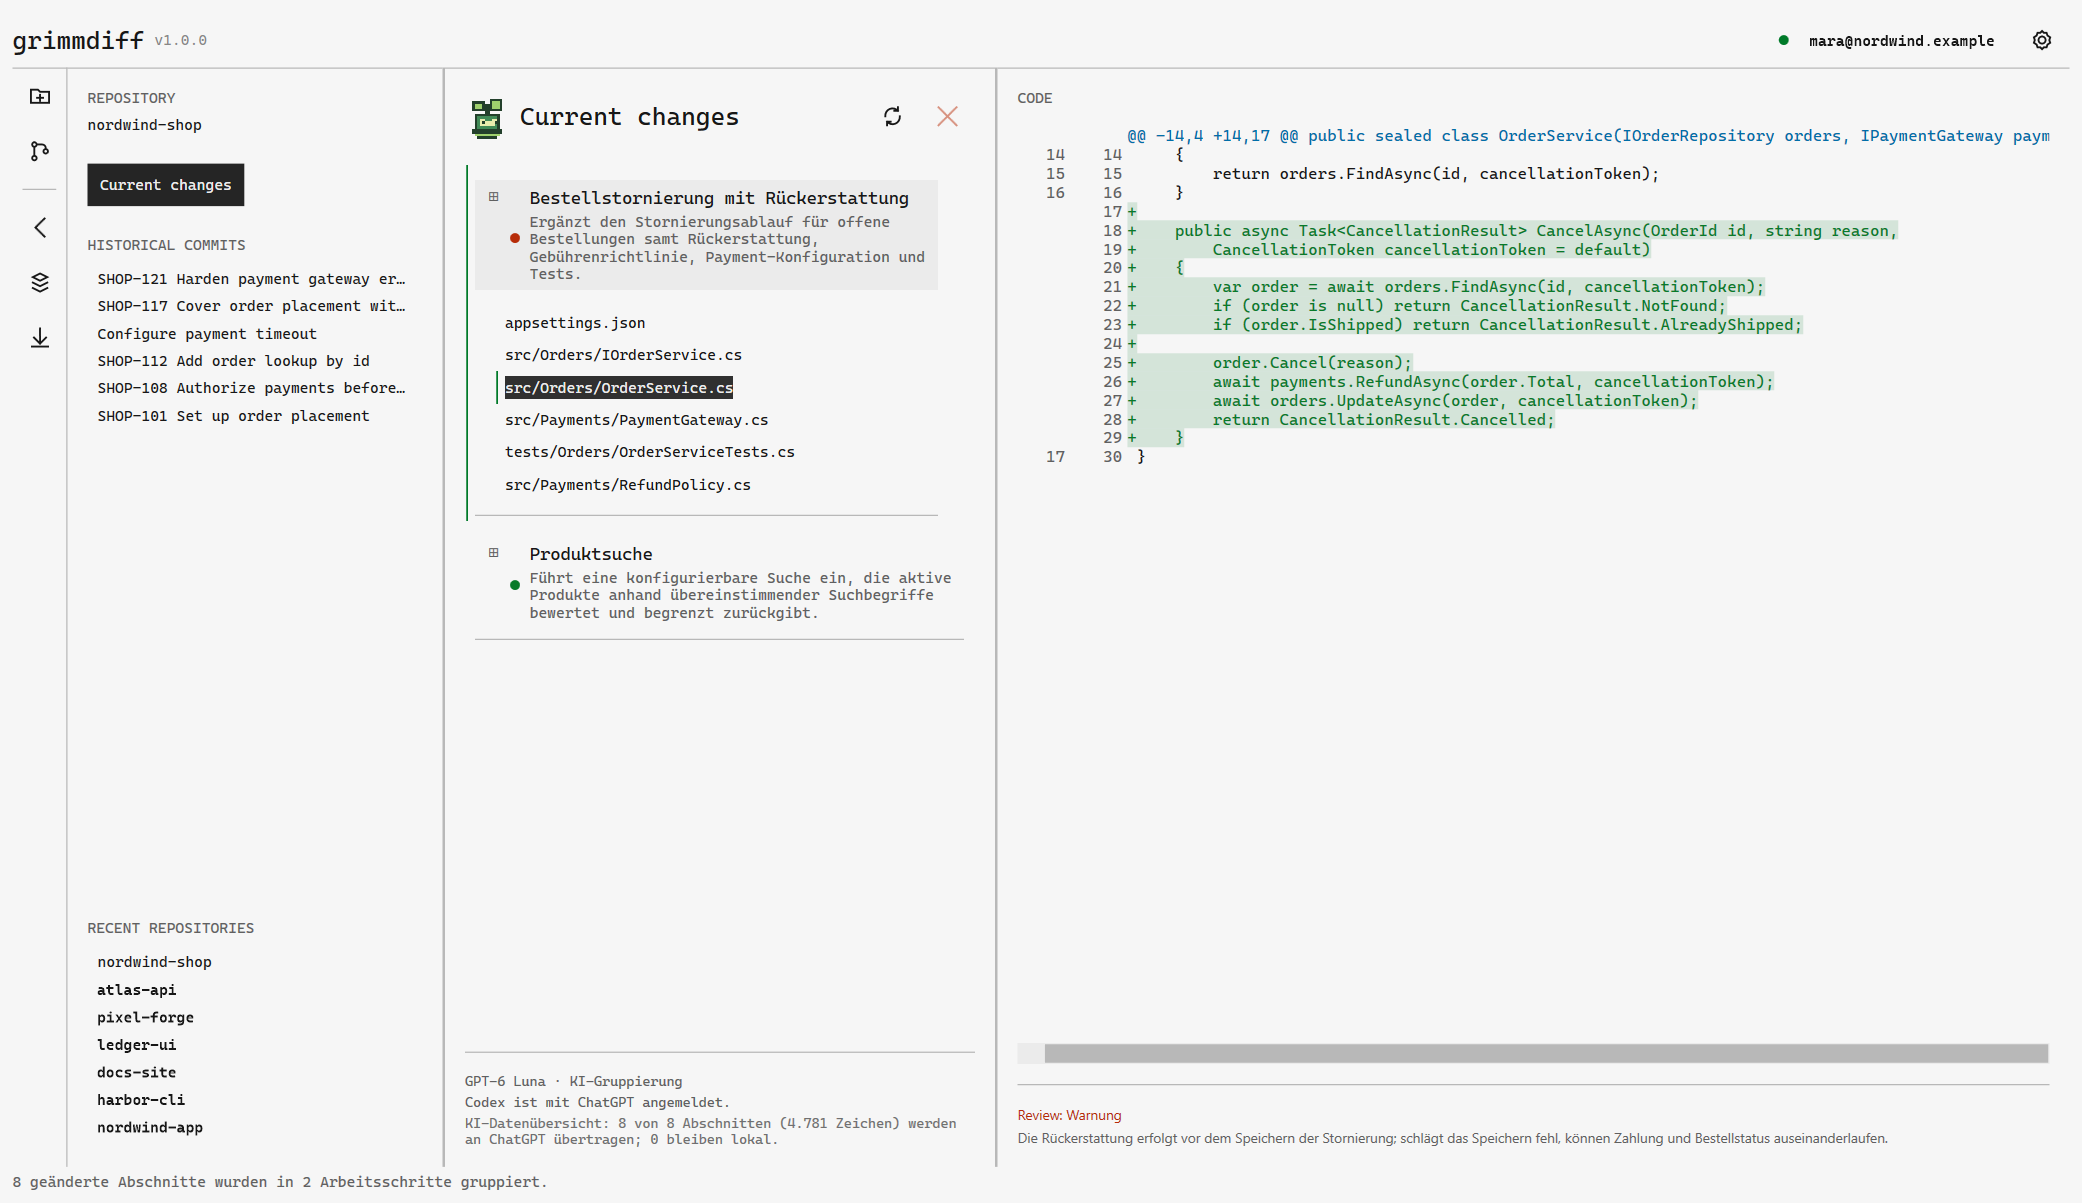 grimmdiff v1.0.0
mara@nordwind.example
REPOSITORY
nordwind-shop
Current changes
HISTORICAL COMMITS
SHOP-121 Harden payment gateway er…
SHOP-117 Cover order placement wit…
Configure payment timeout
SHOP-112 Add order lookup by id
SHOP-108 Authorize payments before…
SHOP-101 Set up order placement
RECENT REPOSITORIES
nordwind-shop
atlas-api
pixel-forge
ledger-ui
docs-site
harbor-cli
nordwind-app
Current changes
Bestellstornierung mit Rückerstattung
Ergänzt den Stornierungsablauf für offene
Bestellungen samt Rückerstattung,
Gebührenrichtlinie, Payment-Konfiguration und
Tests.
appsettings.json
src/Orders/IOrderService.cs
src/Orders/OrderService.cs
src/Payments/PaymentGateway.cs
tests/Orders/OrderServiceTests.cs
src/Payments/RefundPolicy.cs
Produktsuche
Führt eine konfigurierbare Suche ein, die aktive
Produkte anhand übereinstimmender Suchbegriffe
bewertet und begrenzt zurückgibt.
GPT-6 Luna · KI-Gruppierung
Codex ist mit ChatGPT angemeldet.
KI-Datenübersicht: 8 von 8 Abschnitten (4.781 Zeichen) werden
an ChatGPT übertragen; 0 bleiben lokal.
CODE
@@ -14,4 +14,17 @@ public sealed class OrderService(IOrderRepository orders, IPaymentGateway paym
14 14 {
15 15 return orders.FindAsync(id, cancellationToken);
16 16 }
17 +
18 + public async Task<CancellationResult> CancelAsync(OrderId id, string reason,
19 + CancellationToken cancellationToken = default)
20 + {
21 + var order = await orders.FindAsync(id, cancellationToken);
22 + if (order is null) return CancellationResult.NotFound;
23 + if (order.IsShipped) return CancellationResult.AlreadyShipped;
24 +
25 + order.Cancel(reason);
26 + await payments.RefundAsync(order.Total, cancellationToken);
27 + await orders.UpdateAsync(order, cancellationToken);
28 + return CancellationResult.Cancelled;
29 + }
17 30 }
Review: Warnung
Die Rückerstattung erfolgt vor dem Speichern der Stornierung; schlägt das Speichern fehl, können Zahlung und Bestellstatus auseinanderlaufen.
8 geänderte Abschnitte wurden in 2 Arbeitsschritte gruppiert.